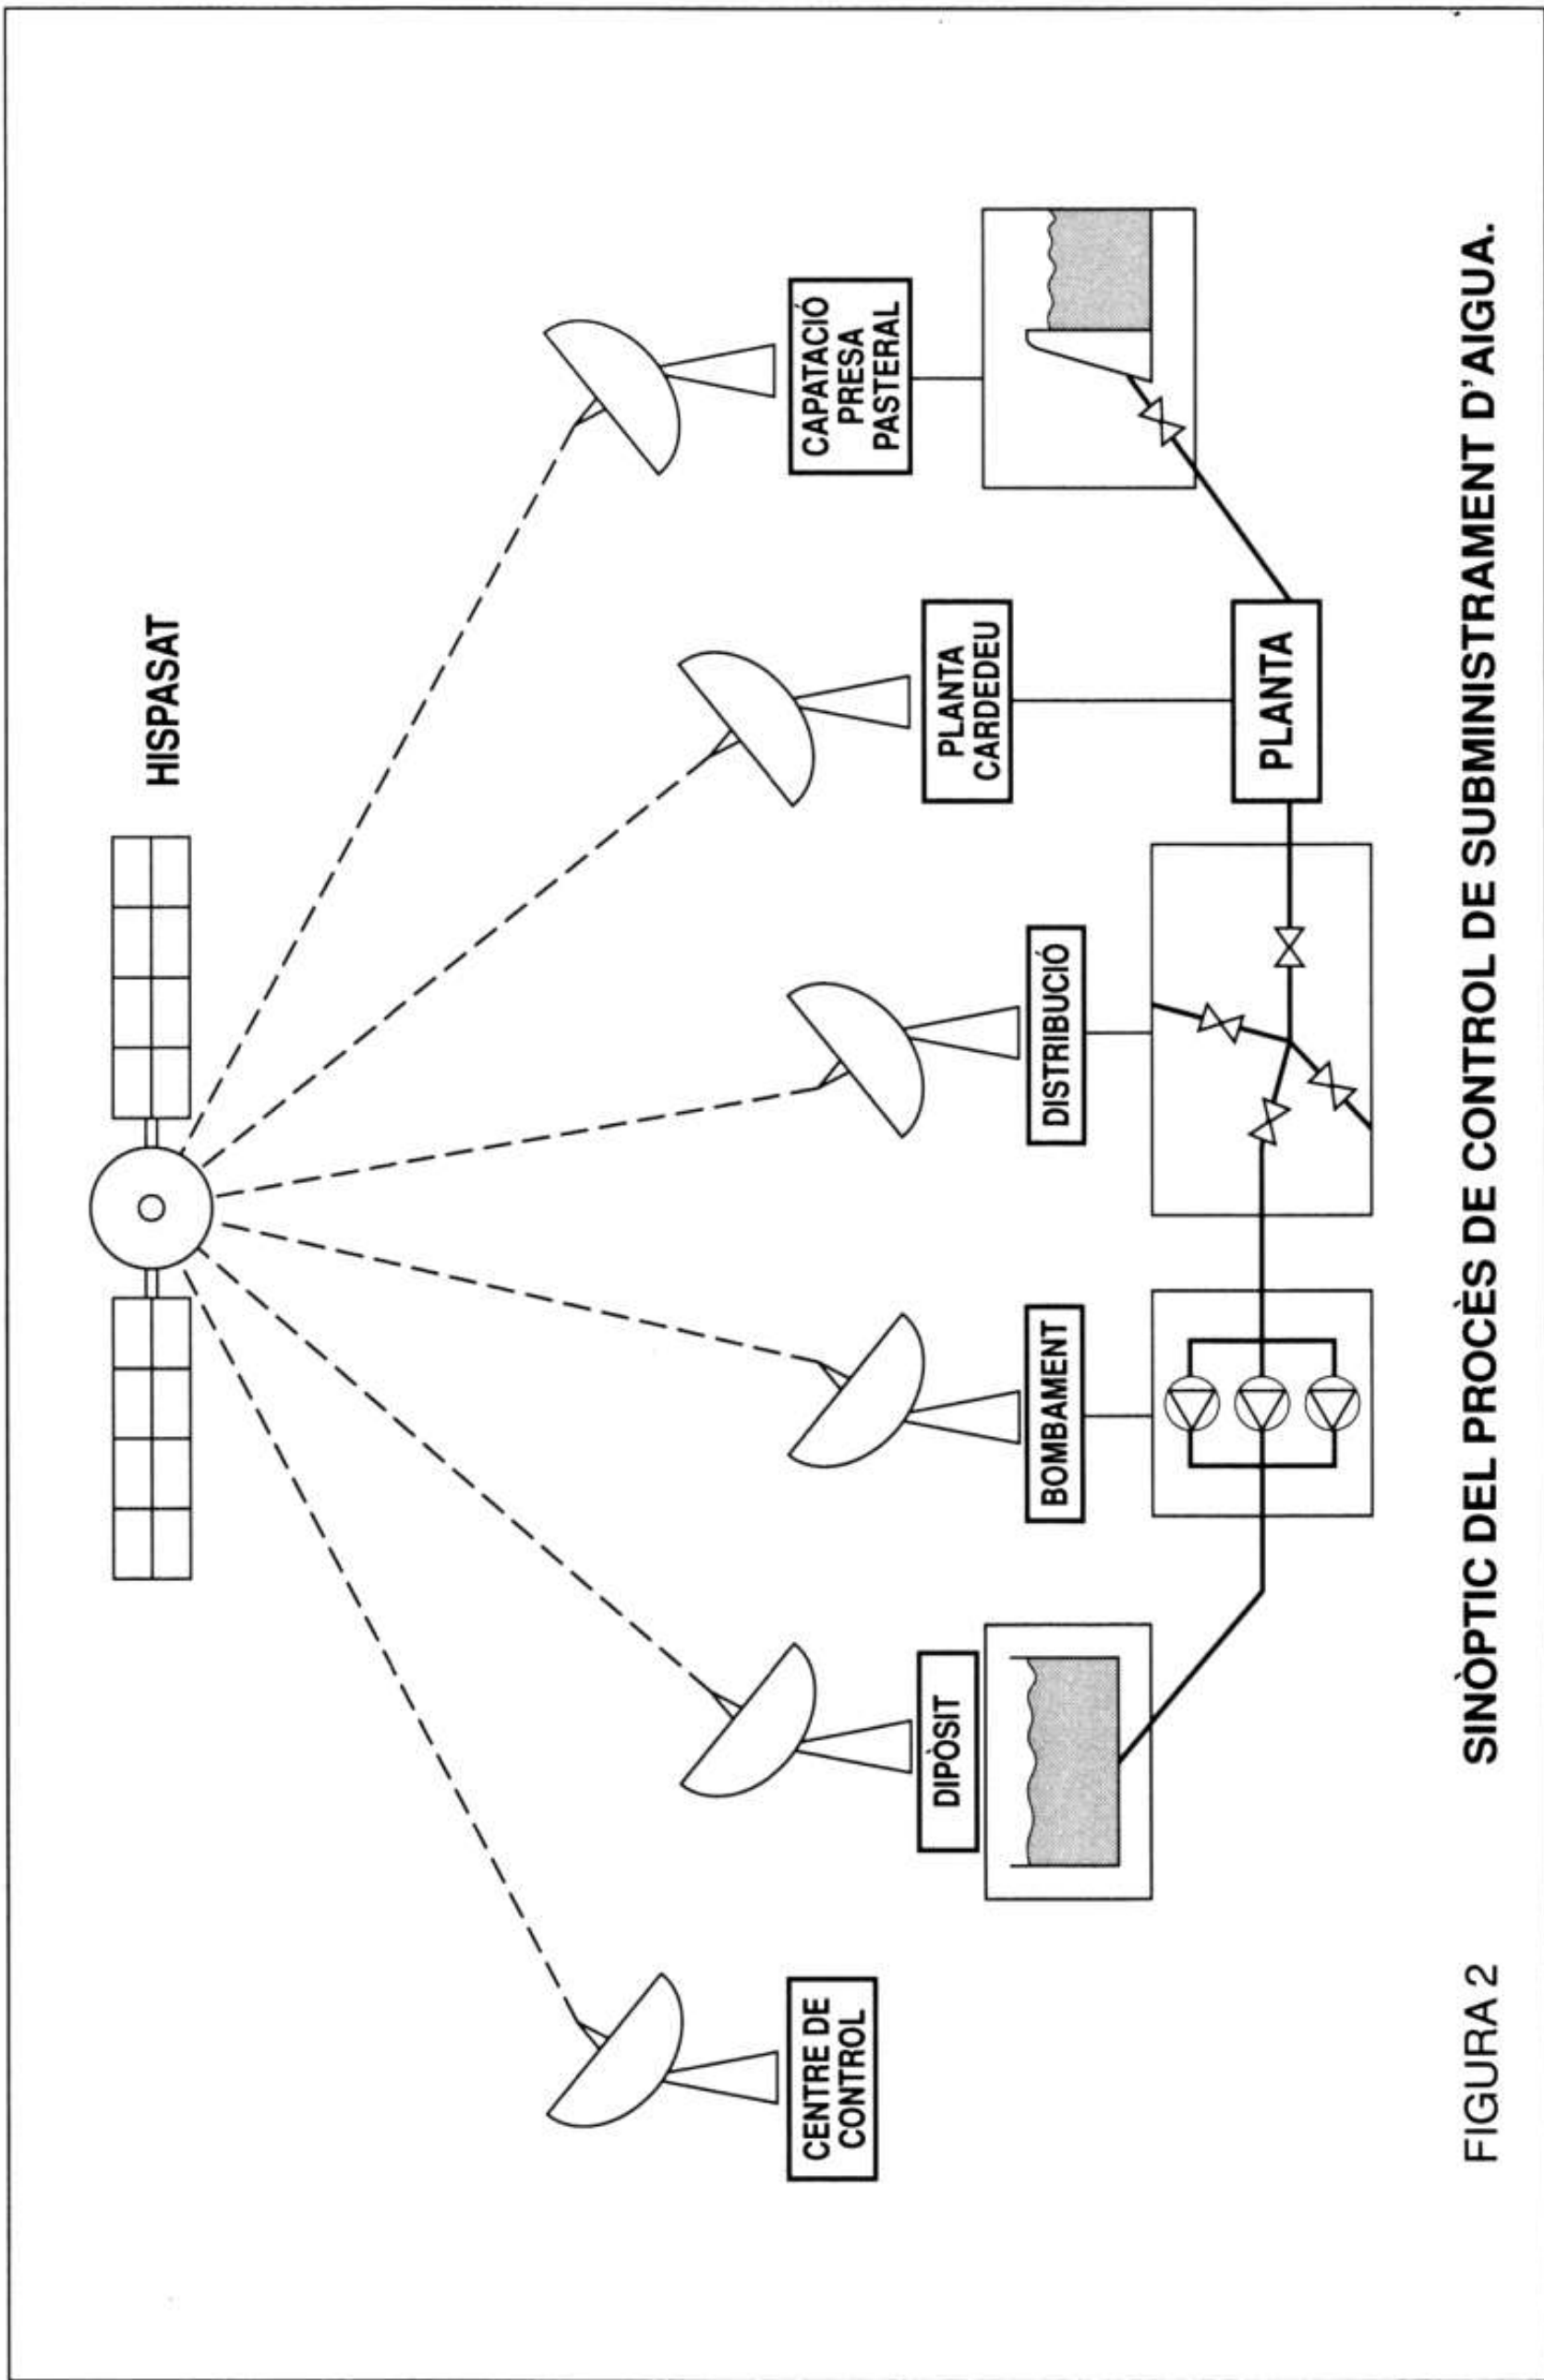 HISPASAT
CENTRE DE
CONTROL
DIPÒSIT
BOMBAMENT
DISTRIBUCIÓ
PLANTA
CARDEDEU
CAPATACIÓ
PRESA
PASTERAL
PLANTA
FIGURA 2
SINÒPTIC DEL PROCÈS DE CONTROL DE SUBMINISTRAMENT D'AIGUA.